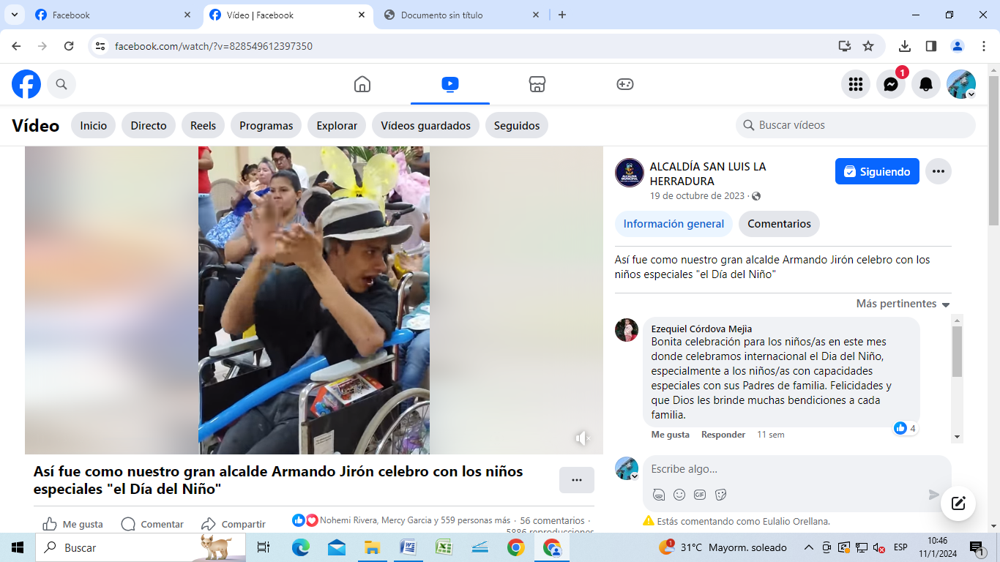 Facebook
Vídeo | Facebook
Documento sin título
facebook.com/watch/?v=828549612397350
1
Vídeo
Inicio
Directo
Reels
Programas
Explorar
Vídeos guardados
Seguidos
Buscar vídeos
ALCALDÍA SAN LUIS LA
HERRADURA
19 de octubre de 2023 ·
Siguiendo
Información general
Comentarios
Así fue como nuestro gran alcalde Armando Jirón celebro con los
niños especiales "el Día del Niño"
Más pertinentes
Ezequiel Córdova Mejia
Bonita celebración para los niños/as en este mes
donde celebramos internacional el Dia del Niño,
especialmente a los niños/as con capacidades
especiales con sus Padres de familia. Felicidades y
que Dios les brinde muchas bendiciones a cada
familia.
4
Me gusta Responder 11 sem
Escribe algo...
GIF
Estás comentando como Eulalio Orellana.
Así fue como nuestro gran alcalde Armando Jirón celebro con los niños
especiales "el Día del Niño"
Me gusta
Comentar
Compartir
Nohemi Rivera, Mercy Garcia y 559 personas más · 56 comentarios ·
5886 reproducciones
Buscar
31°C Mayorm. soleado
ESP
10:46
11/1/2024
1